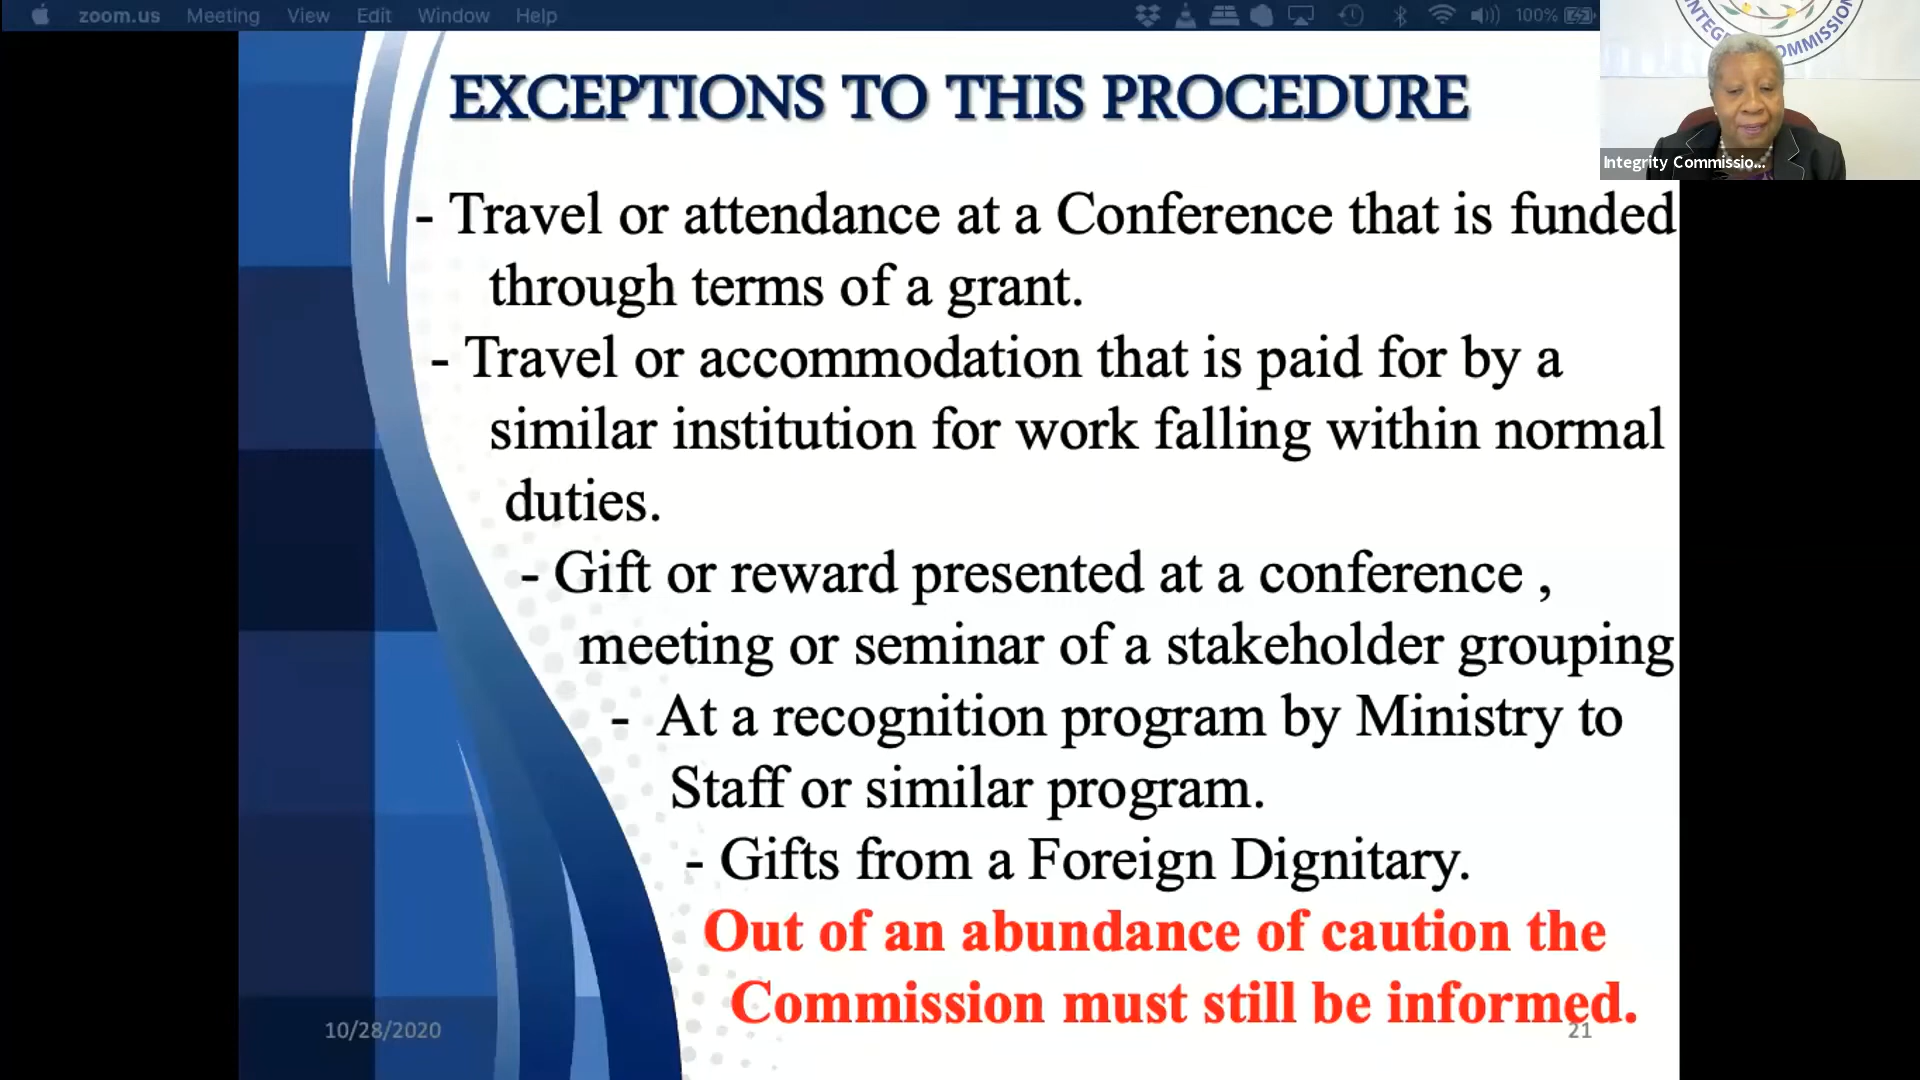 zoom.us Meeting View Edit Window Help 100%
INTEG COMMISSION
Integrity Commissio...
EXCEPTIONS TO THIS PROCEDURE
- Travel or attendance at a Conference that is funded
through terms of a grant.
- Travel or accommodation that is paid for by a
similar institution for work falling within normal
duties.
- Gift or reward presented at a conference ,
meeting or seminar of a stakeholder grouping
- At a recognition program by Ministry to
Staff or similar program.
- Gifts from a Foreign Dignitary.
Out of an abundance of caution the
Commission must still be informed.
10/28/2020
21